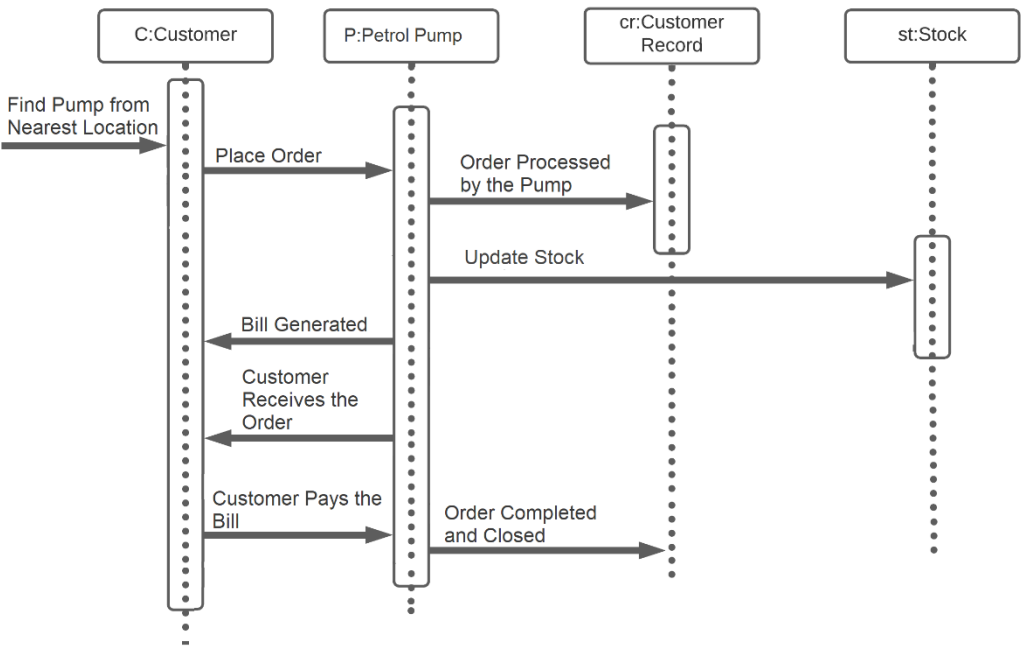 C:Customer
P:Petrol Pump
cr:Customer
Record
st:Stock
Find Pump from
Nearest Location
Place Order
Order Processed
by the Pump
Update Stock
Bill Generated
Customer
Receives the
Order
Customer Pays the
Bill
Order Completed
and Closed